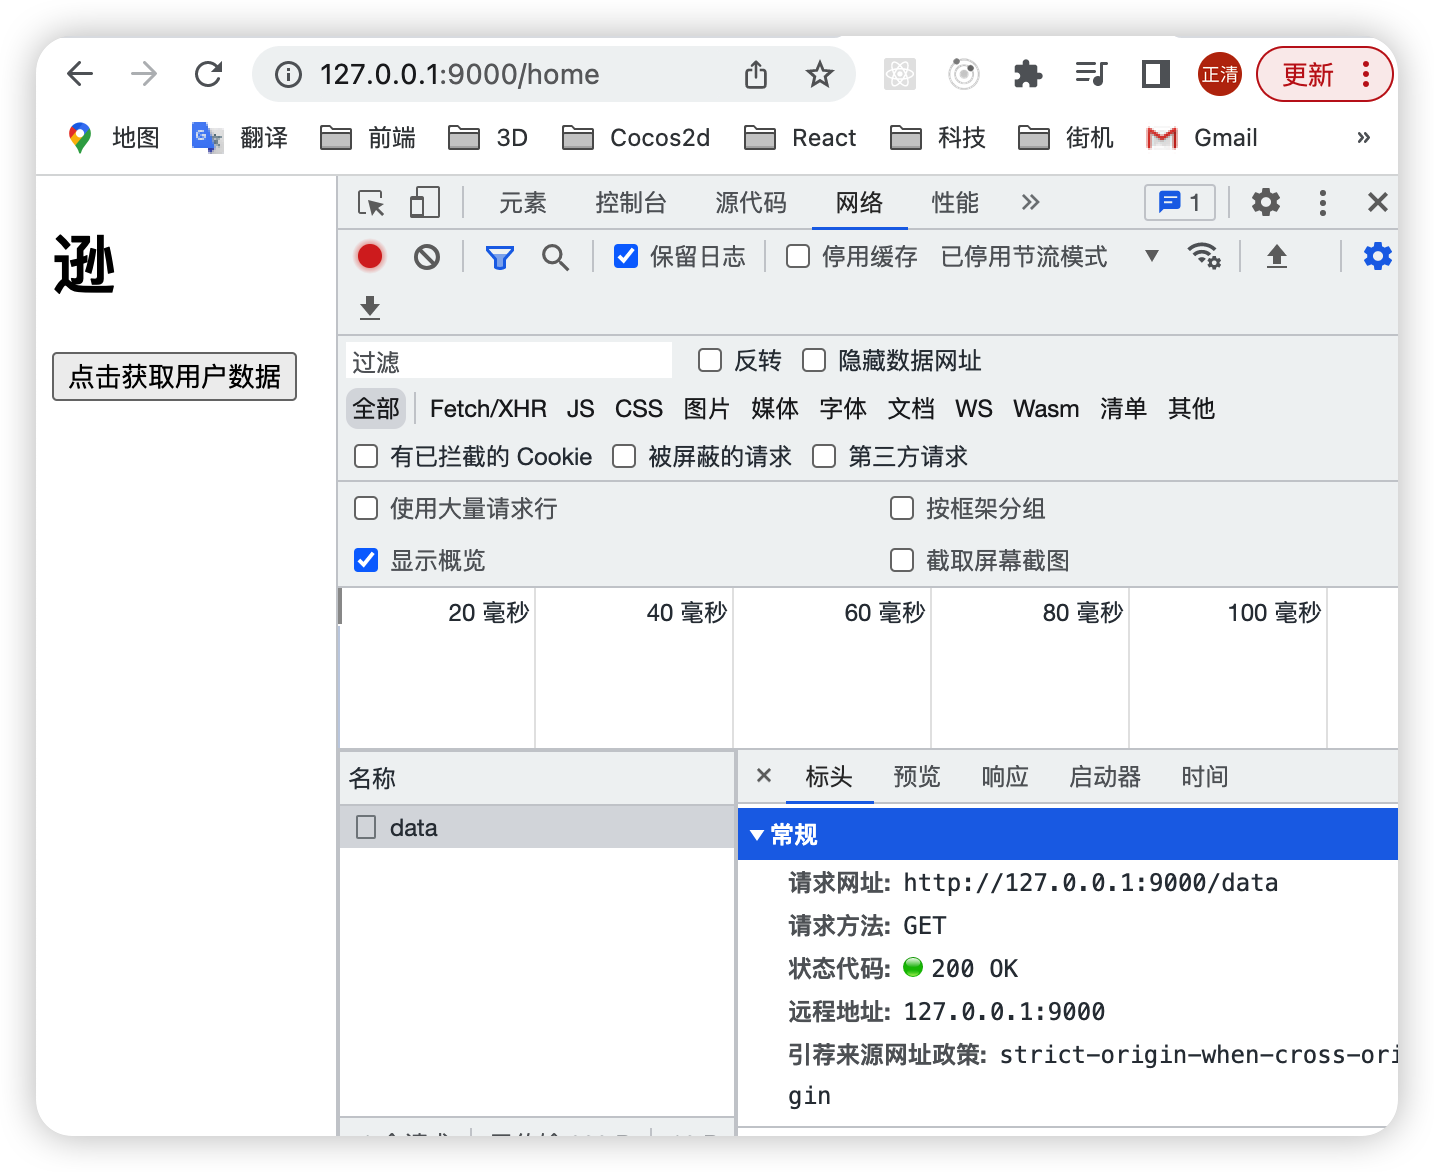 127.0.0.1:9000/home 正清 更新
地图 翻译 前端 3D Cocos2d React 科技 街机 Gmail »
逊
点击获取用户数据
元素 控制台 源代码 网络 性能 1
保留日志 停用缓存 已停用节流模式
过滤 反转 隐藏数据网址
全部 Fetch/XHR JS CSS 图片 媒体 字体 文档 WS Wasm 清单 其他
有已拦截的 Cookie 被屏蔽的请求 第三方请求
使用大量请求行 按框架分组
显示概览 截取屏幕截图
20 毫秒 40 毫秒 60 毫秒 80 毫秒 100 毫秒
名称 × 标头 预览 响应 启动器 时间
data
常规
请求网址: http://127.0.0.1:9000/data
请求方法: GET
状态代码: 200 OK
远程地址: 127.0.0.1:9000
引荐来源网址政策: strict-origin-when-cross-ori
gin